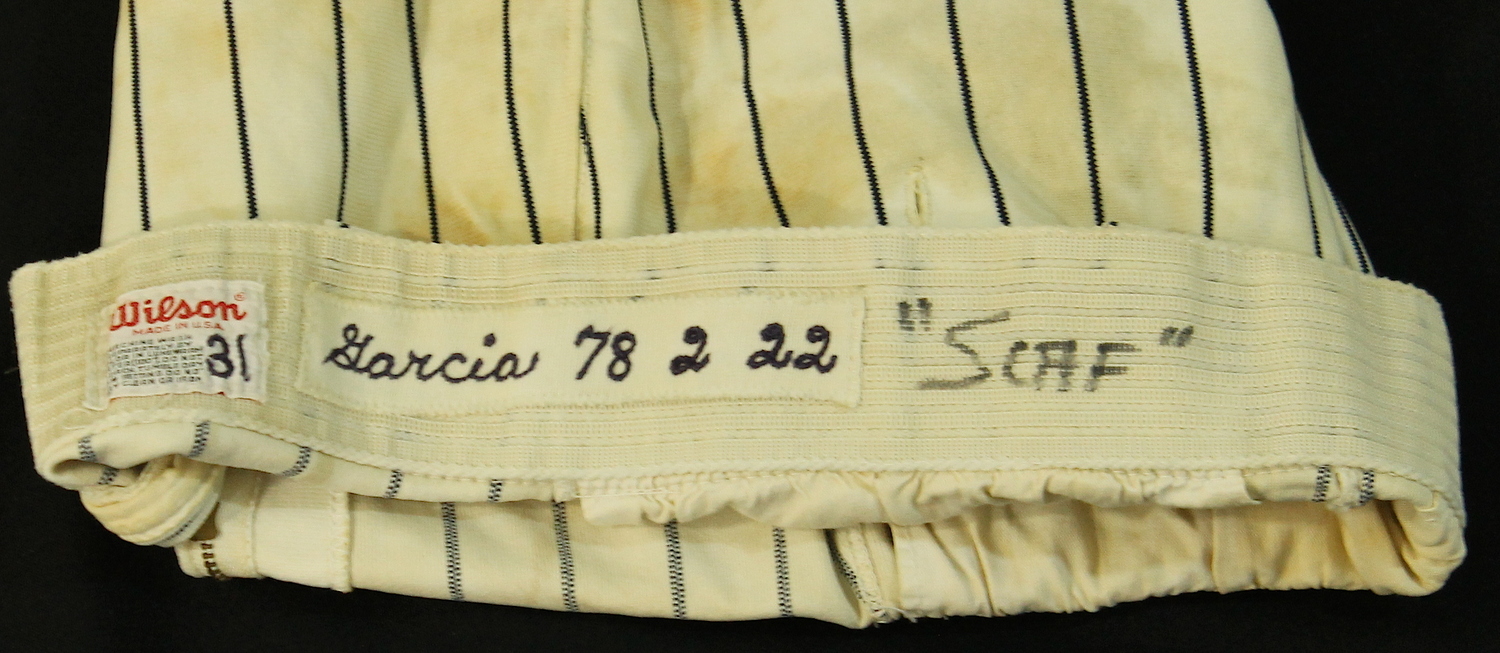 Wilson®
MADE IN U.S.A.
31
Garcia 78 2 22
"SCAF"